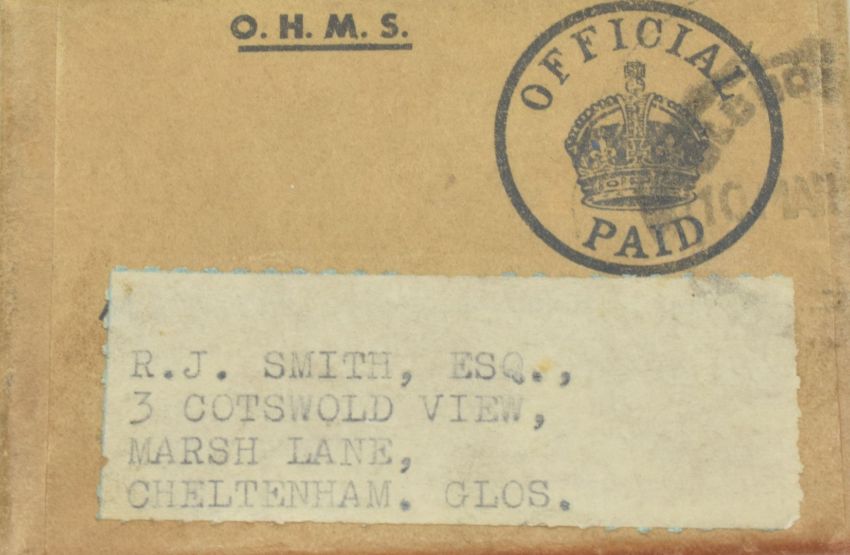 O. H. M. S.
OFFICIAL
PAID
R.J. SMITH, ESQ.,
3 COTSWOLD VIEW,
MARSH LANE,
CHELTENHAM. GLOS.